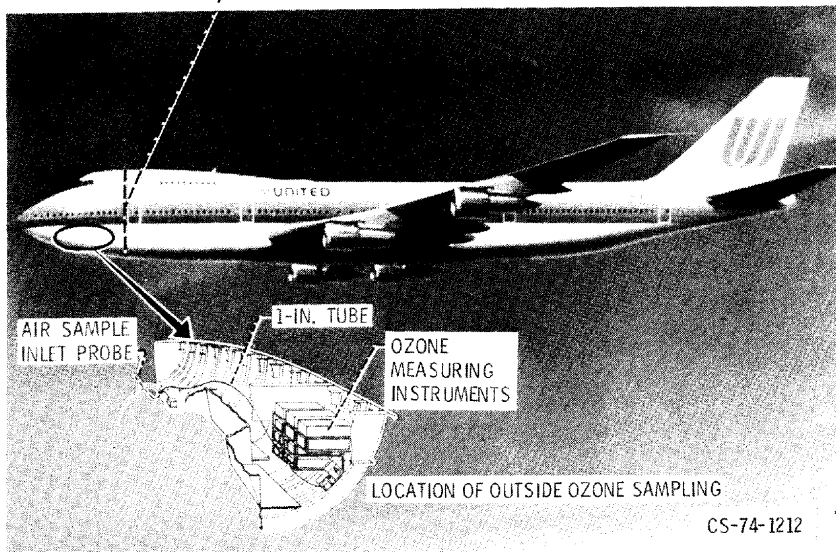 UNITED
1-IN. TUBE
AIR SAMPLE
INLET PROBE
OZONE
MEASURING
INSTRUMENTS
LOCATION OF OUTSIDE OZONE SAMPLING
CS-74-1212